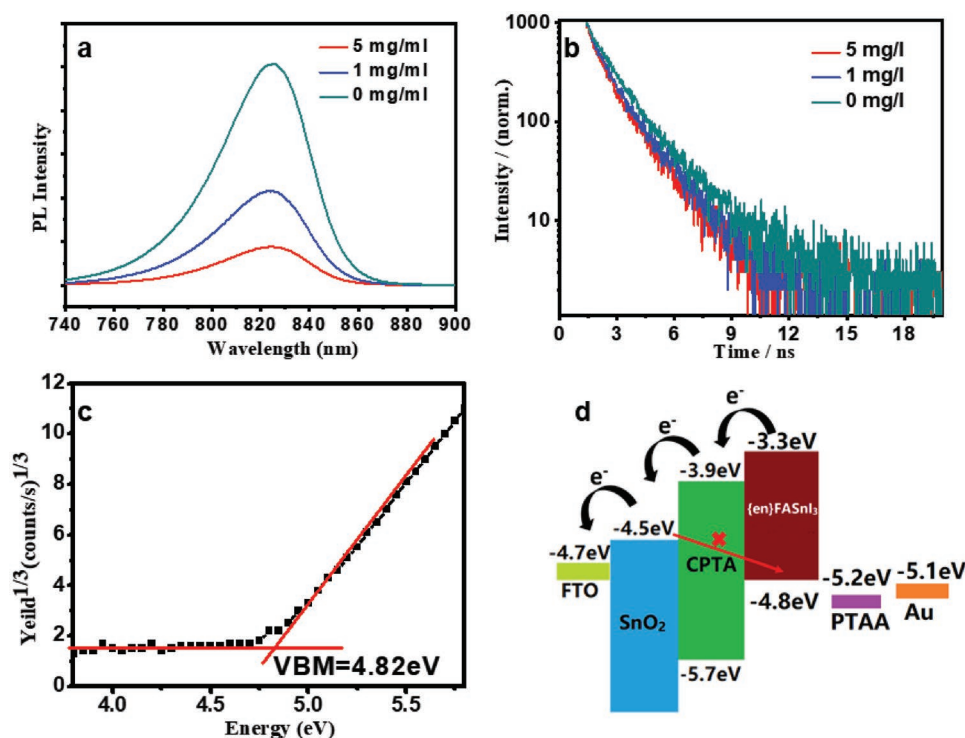 a
5 mg/ml
1 mg/ml
0 mg/ml
PL Intensity
740 760 780 800 820 840 860 880 900
Wavelength (nm)
b
5 mg/l
1 mg/l
0 mg/l
Intensity / (norm.)
1000
100
10
3 6 9 12 15 18
Time / ns
c
Yeild1/3(counts/s)1/3
12
10
8
6
4
2
0
VBM=4.82eV
4.0 4.5 5.0 5.5
Energy (eV)
d
e-
e-
e-
-3.3eV
-3.9eV
{en}FASnI3
-4.5eV
-4.7eV
CPTA
FTO
-4.8eV
-5.2eV
-5.1eV
PTAA
Au
SnO2
-5.7eV